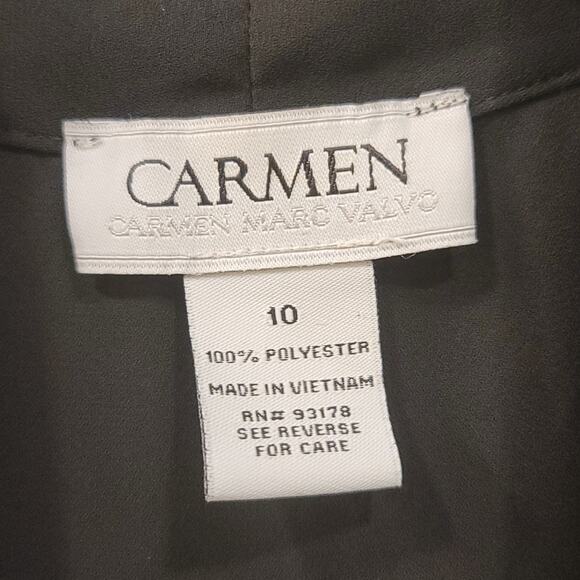 CARMEN
CARMEN MARC VALVO
10
100% POLYESTER
MADE IN VIETNAM
RN# 93178
SEE REVERSE
FOR CARE